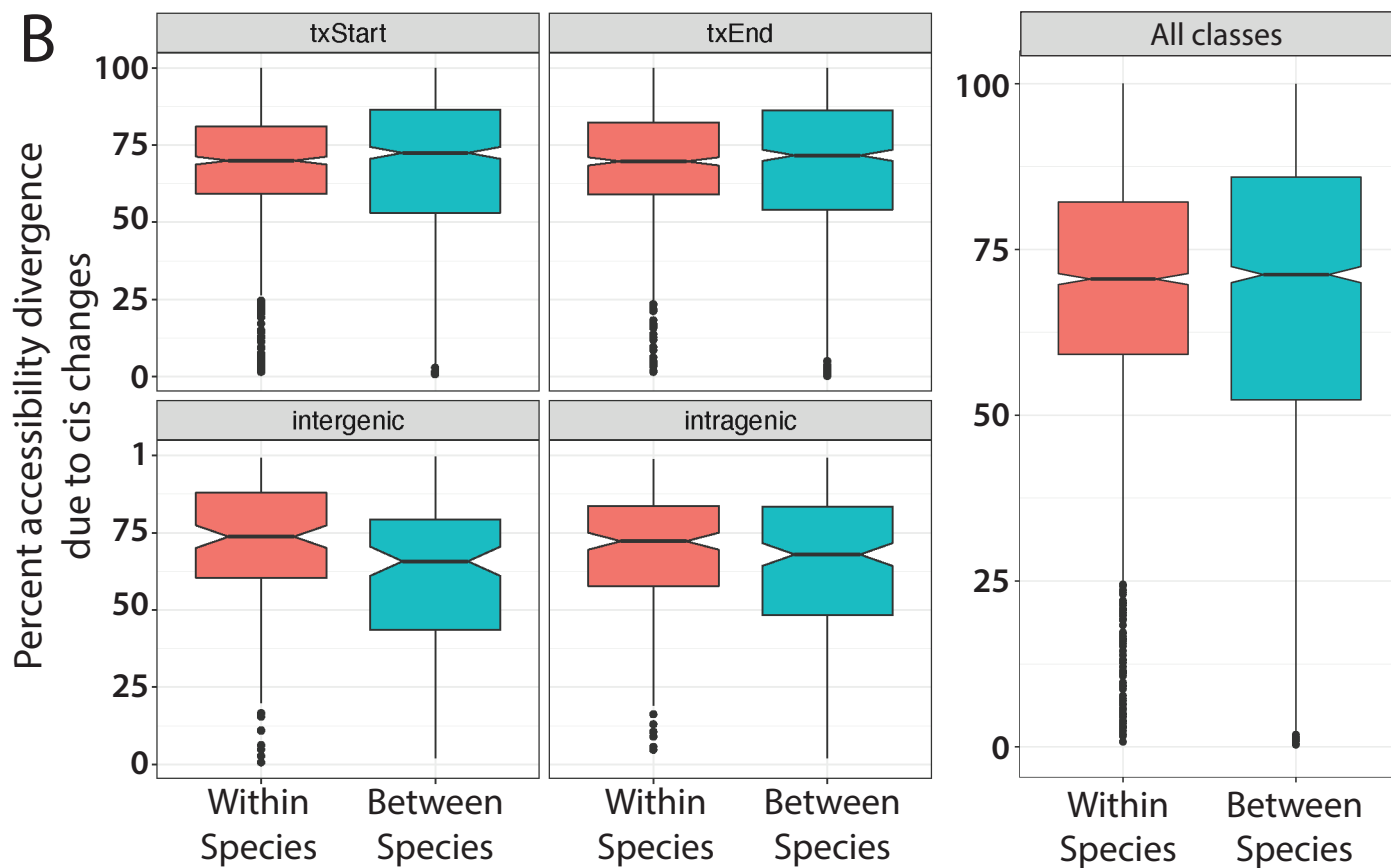 B
Percent accessibility divergence
due to cis changes
txStart
txEnd
100
75
50
25
0
intergenic
intragenic
1
75
50
25
0
Within
Species
Between
Species
Within
Species
Between
Species
All classes
100
75
50
25
0
Within
Species
Between
Species